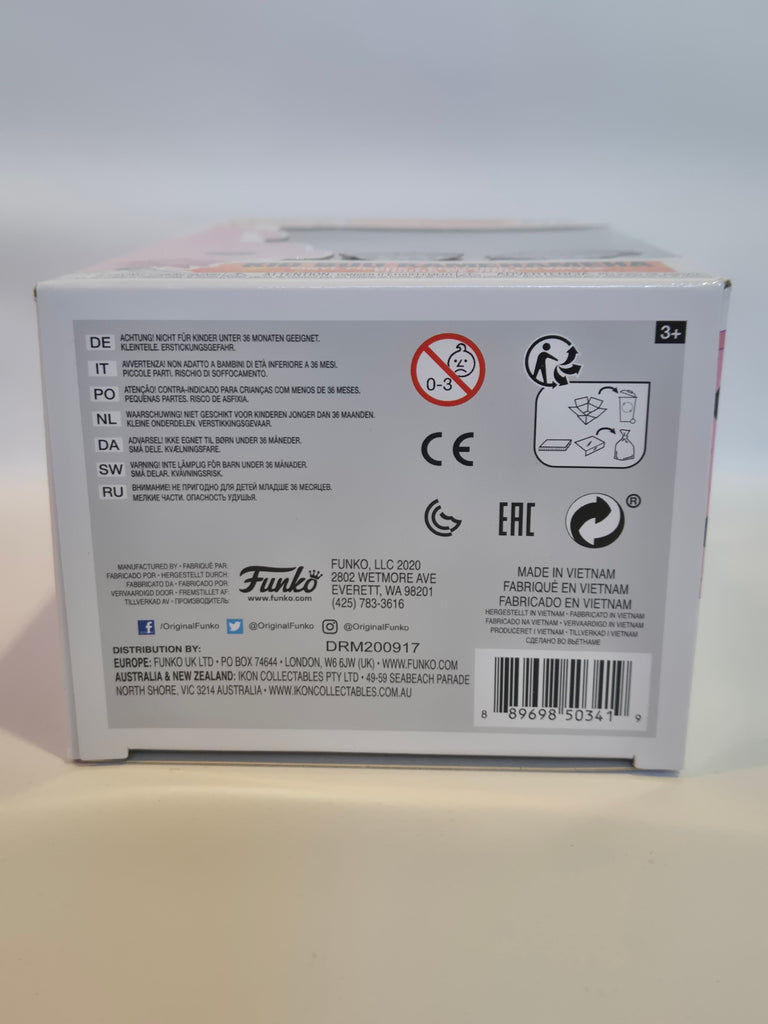 3+
DE ACHTUNG! NICHT FÜR KINDER UNTER 36 MONATEN GEEIGNET.
KLEINTEILE. ERSTICKUNGSGEFAHR.
IT AVVERTENZA! NON ADATTO A BAMBINI DI ETÀ INFERIORE A 36 MESI.
PICCOLE PARTI. RISCHIO DI SOFFOCAMENTO.
PO ATENÇÃO! CONTRA-INDICADO PARA CRIANÇAS COM MENOS DE 36 MESES.
PEQUENAS PARTES. RISCO DE ASFIXIA.
NL WAARSCHUWING! NIET GESCHIKT VOOR KINDEREN JONGER DAN 36 MAANDEN.
KLEINE ONDERDELEN. VERSTIKKINGSGEVAAR.
DA ADVARSEL! IKKE EGNET TIL BØRN UNDER 36 MÅNEDER.
SMÅ DELE. KVÆLNINGSFARE.
SW VARNING! INTE LÄMPLIG FÖR BARN UNDER 36 MÅNADER.
SMÅ DELAR. KVÄVNINGSRISK.
RU ВНИМАНИЕ! НЕ ПРИГОДНО ДЛЯ ДЕТЕЙ МЛАДШЕ 36 МЕСЯЦЕВ.
МЕЛКИЕ ЧАСТИ. ОПАСНОСТЬ УДУШЬЯ.
0-3
CE
EAC
®
MANUFACTURED BY • FABRIQUÉ PAR:
FABRICADO POR • HERGESTELLT DURCH:
FABBRICATO DA • FABRICADO POR:
VERVAARDIGD DOOR • FREMSTILLET AF:
TILLVERKAD AV • ПРОИЗВОДИТЕЛЬ:
Funko
www.funko.com
FUNKO, LLC 2020
2802 WETMORE AVE
EVERETT, WA 98201
(425) 783-3616
/OriginalFunko @OriginalFunko @OriginalFunko
DRM200917
DISTRIBUTION BY:
EUROPE: FUNKO UK LTD • PO BOX 74644 • LONDON, W6 6JW (UK) • WWW.FUNKO.COM
AUSTRALIA & NEW ZEALAND: IKON COLLECTABLES PTY LTD • 49-59 SEABEACH PARADE
NORTH SHORE, VIC 3214 AUSTRALIA • WWW.IKONCOLLECTABLES.COM.AU
MADE IN VIETNAM
FABRIQUÉ EN VIETNAM
FABRICADO EN VIETNAM
HERGESTELLT IN VIETNAM • FABBRICATO IN VIETNAM
FABRICADO NA VIETNAM • VERVAARDIGD IN VIETNAM
PRODUCERET I VIETNAM • TILLVERKAD I VIETNAM
СДЕЛАНО ВО ВЬЕТНАМЕ
8 89698 50341 9